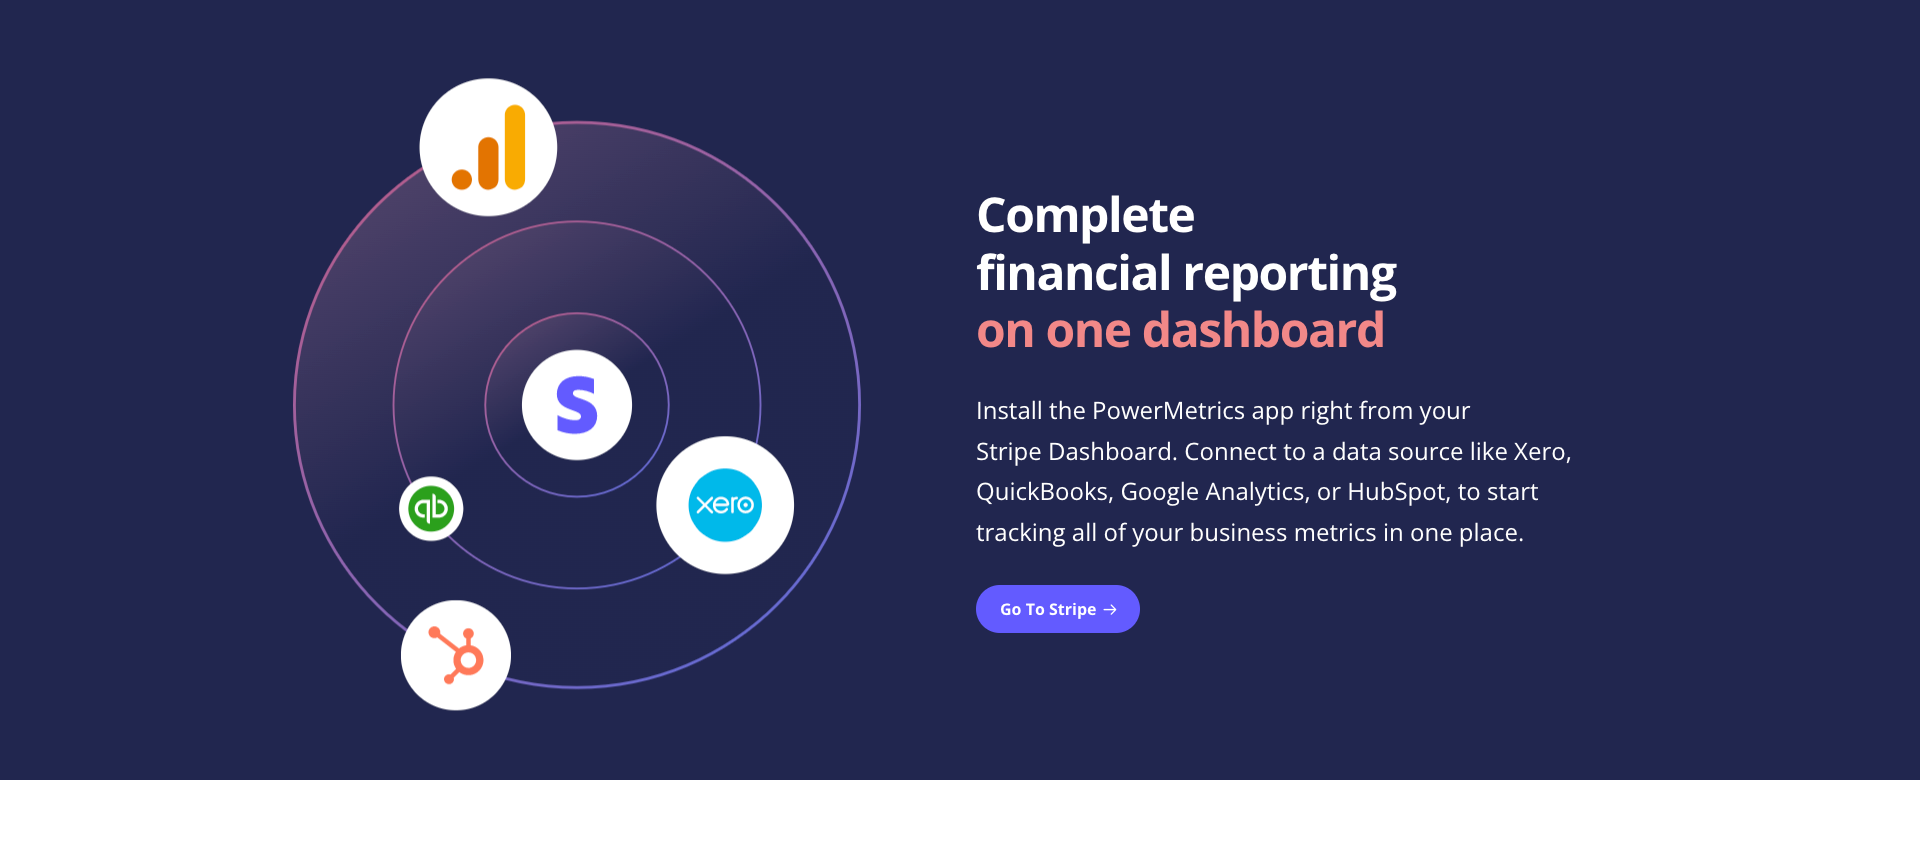 Complete
financial reporting
on one dashboard
Install the PowerMetrics app right from your
Stripe Dashboard. Connect to a data source like Xero,
QuickBooks, Google Analytics, or HubSpot, to start
tracking all of your business metrics in one place.
Go To Stripe →
S
xero
qb